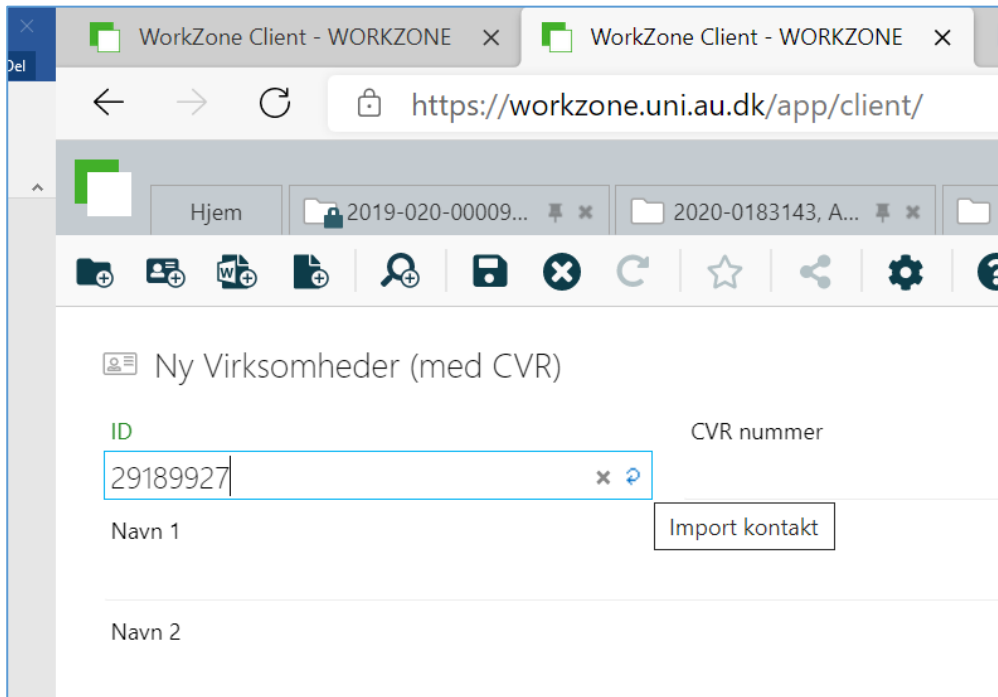 WorkZone Client - WORKZONE
WorkZone Client - WORKZONE
Del
https://workzone.uni.au.dk/app/client/
Hjem
2019-020-00009...
2020-0183143, A...
Ny Virksomheder (med CVR)
ID
CVR nummer
29189927
Import kontakt
Navn 1
Navn 2